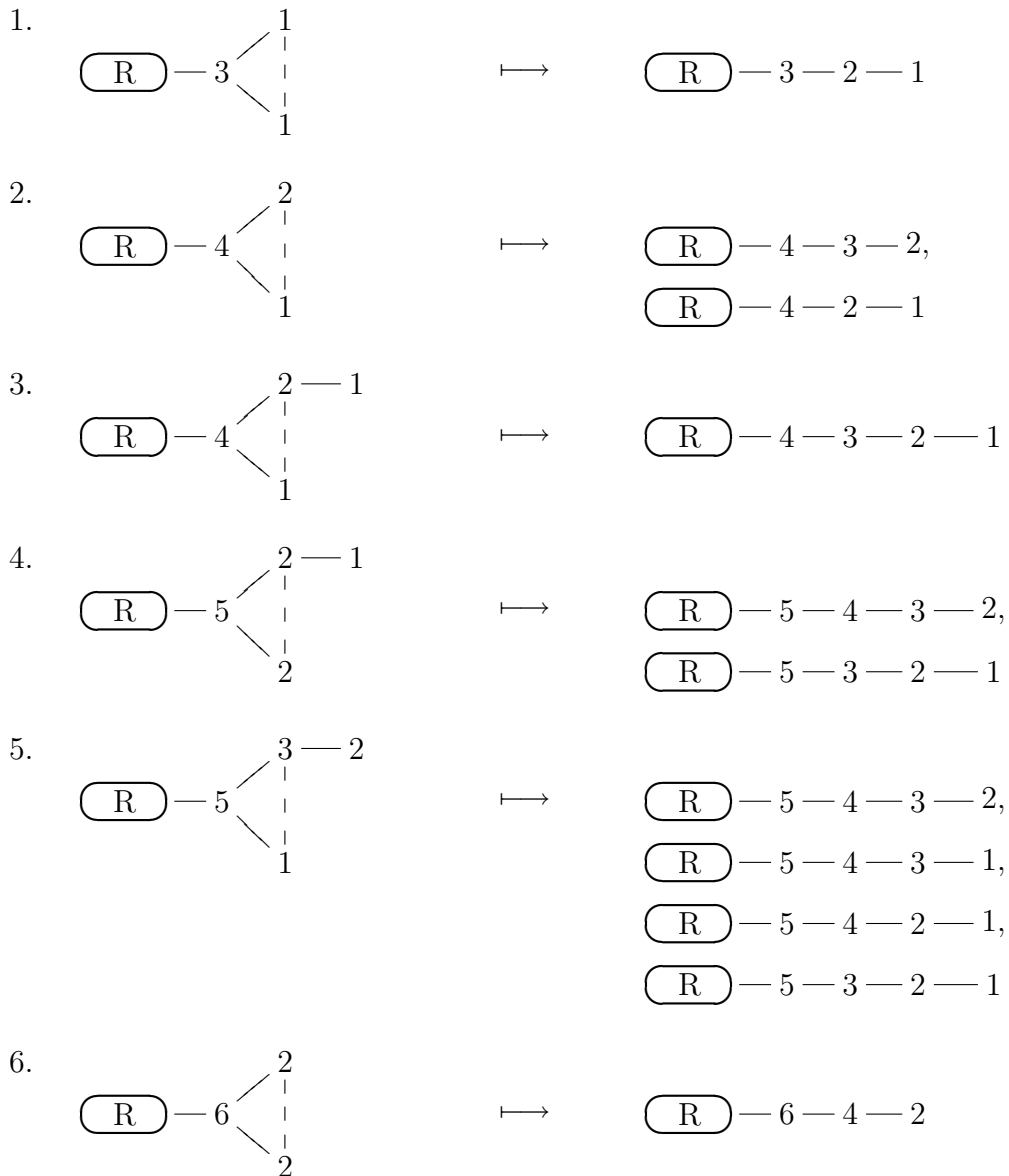 1.
1
R — 3 ⟼ R — 3 — 2 — 1
1
2.
2
R — 4 ⟼ R — 4 — 3 — 2,
1 R — 4 — 2 — 1
3.
2 — 1
R — 4 ⟼ R — 4 — 3 — 2 — 1
1
4.
2 — 1
R — 5 ⟼ R — 5 — 4 — 3 — 2,
2 R — 5 — 3 — 2 — 1
5.
3 — 2
R — 5 ⟼ R — 5 — 4 — 3 — 2,
1 R — 5 — 4 — 3 — 1,
R — 5 — 4 — 2 — 1,
R — 5 — 3 — 2 — 1
6.
2
R — 6 ⟼ R — 6 — 4 — 2
2